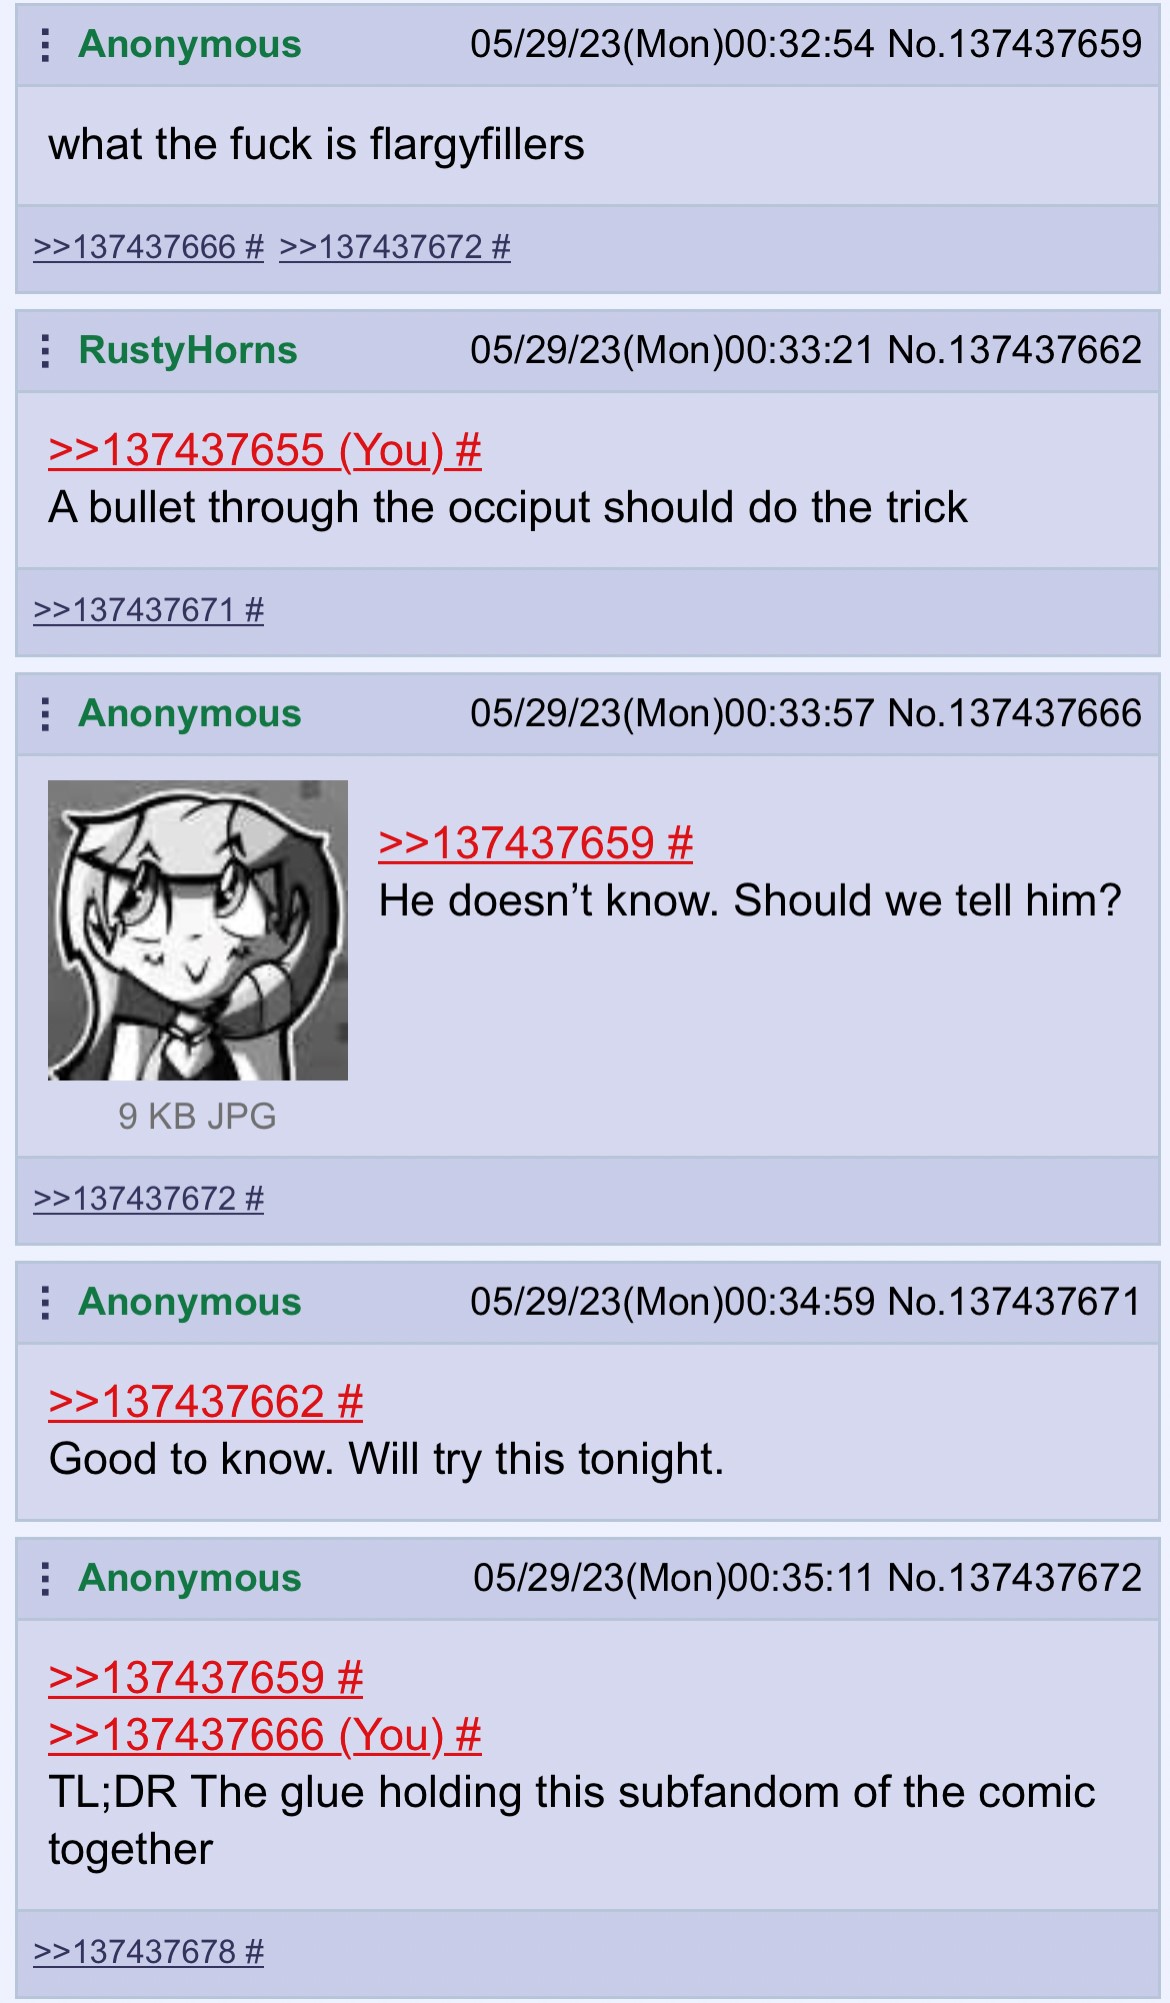 Anonymous 05/29/23(Mon)00:32:54 No.137437659
what the fuck is flargyfillers
>>137437666 # >>137437672 #
RustyHorns 05/29/23(Mon)00:33:21 No.137437662
>>137437655 (You) #
A bullet through the occiput should do the trick
>>137437671 #
Anonymous 05/29/23(Mon)00:33:57 No.137437666
>>137437659 #
He doesn’t know. Should we tell him?
9 KB JPG
>>137437672 #
Anonymous 05/29/23(Mon)00:34:59 No.137437671
>>137437662 #
Good to know. Will try this tonight.
Anonymous 05/29/23(Mon)00:35:11 No.137437672
>>137437659 #
>>137437666 (You) #
TL;DR The glue holding this subfandom of the comic
together
>>137437678 #